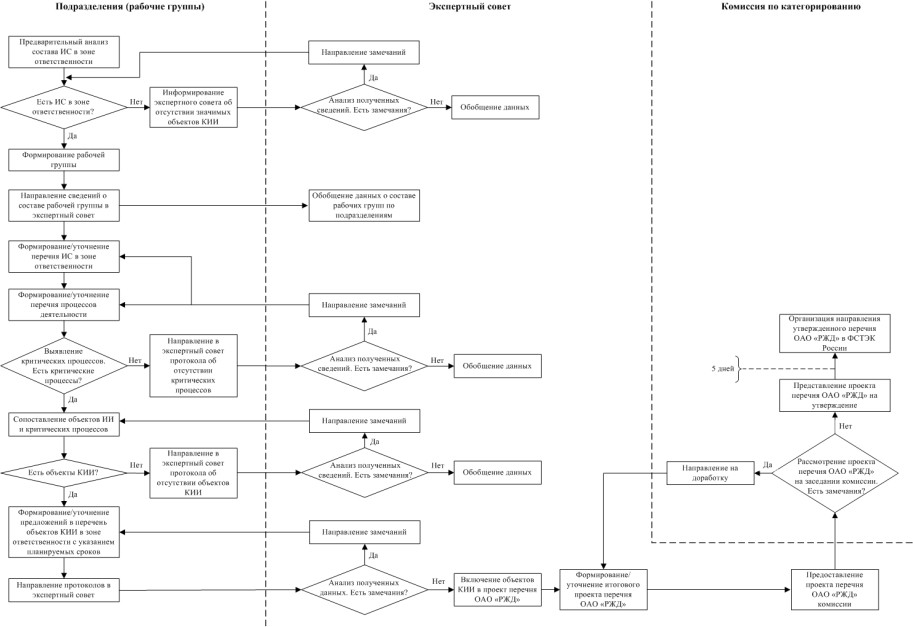 Подразделения (рабочие группы)
Экспертный совет
Комиссия по категорированию
Предварительный анализ
состава ИС в зоне
ответственности
Направление замечаний
Да
Есть ИС в зоне
ответственности?
Нет
Информирование
экспертного совета об
отсутствии значимых
объектов КИИ
Анализ полученных
сведений. Есть замечания?
Нет
Обобщение данных
Да
Формирование рабочей
группы
Направление сведений о
составе рабочей группы в
экспертный совет
Обобщение данных о составе
рабочих групп по
подразделениям
Формирование/уточнение
перечня ИС в зоне
ответственности
Формирование/уточнение
перечня процессов
деятельности
Направление замечаний
Да
Выявление
критических процессов.
Есть критические
процессы?
Нет
Направление в
экспертный совет
протокола об
отсутствии
критических
процессов
Анализ полученных
сведений. Есть замечания?
Нет
Обобщение данных
Да
Сопоставление объектов ИИ
и критических процессов
Направление замечаний
Да
Есть объекты КИИ?
Нет
Направление в
экспертный совет
протокола об
отсутствии объектов
КИИ
Анализ полученных
сведений. Есть замечания?
Нет
Обобщение данных
Да
Формирование/уточнение
предложений в перечень
объектов КИИ в зоне
ответственности с указанием
планируемых сроков
Направление замечаний
Да
Направление протоколов в
экспертный совет
Анализ полученных
данных. Есть замечания?
Нет
Включение объектов
КИИ в проект перечня
ОАО «РЖД»
Формирование/
уточнение итогового
проекта перечня
ОАО «РЖД»
Предоставление
проекта перечня
ОАО «РЖД»
комиссии
Организация направления
утвержденного перечня
ОАО «РЖД» в ФСТЭК
России
5 дней
Представление проекта
перечня ОАО «РЖД» на
утверждение
Нет
Рассмотрение проекта
перечня ОАО «РЖД»
на заседании комиссии.
Есть замечания?
Да
Направление на
доработку